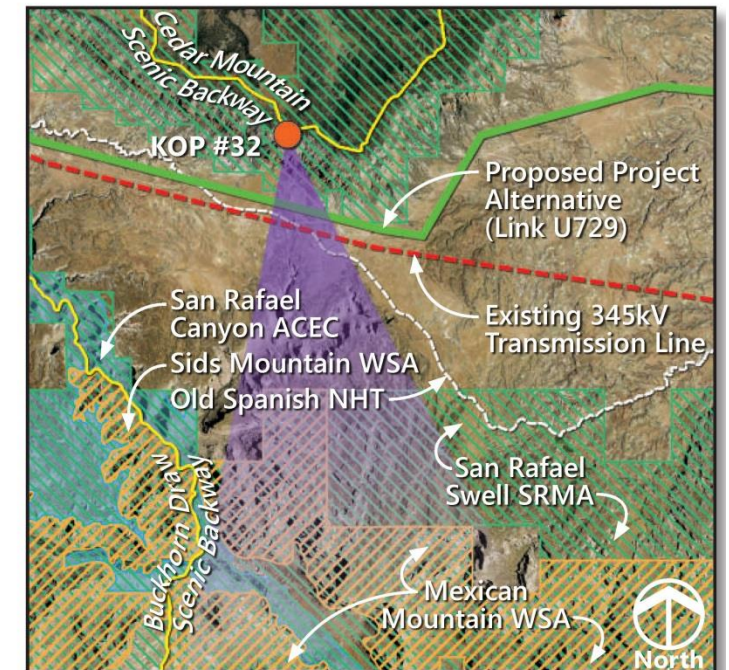 Cedar Mountain
Scenic Backway
KOP #32
Proposed Project
Alternative
(Link U729)
San Rafael
Canyon ACEC
Existing 345kV
Transmission Line
Sids Mountain WSA
Old Spanish NHT
San Rafael
Swell SRMA
Buckhorn Draw
Scenic Backway
Mexican
Mountain WSA
North